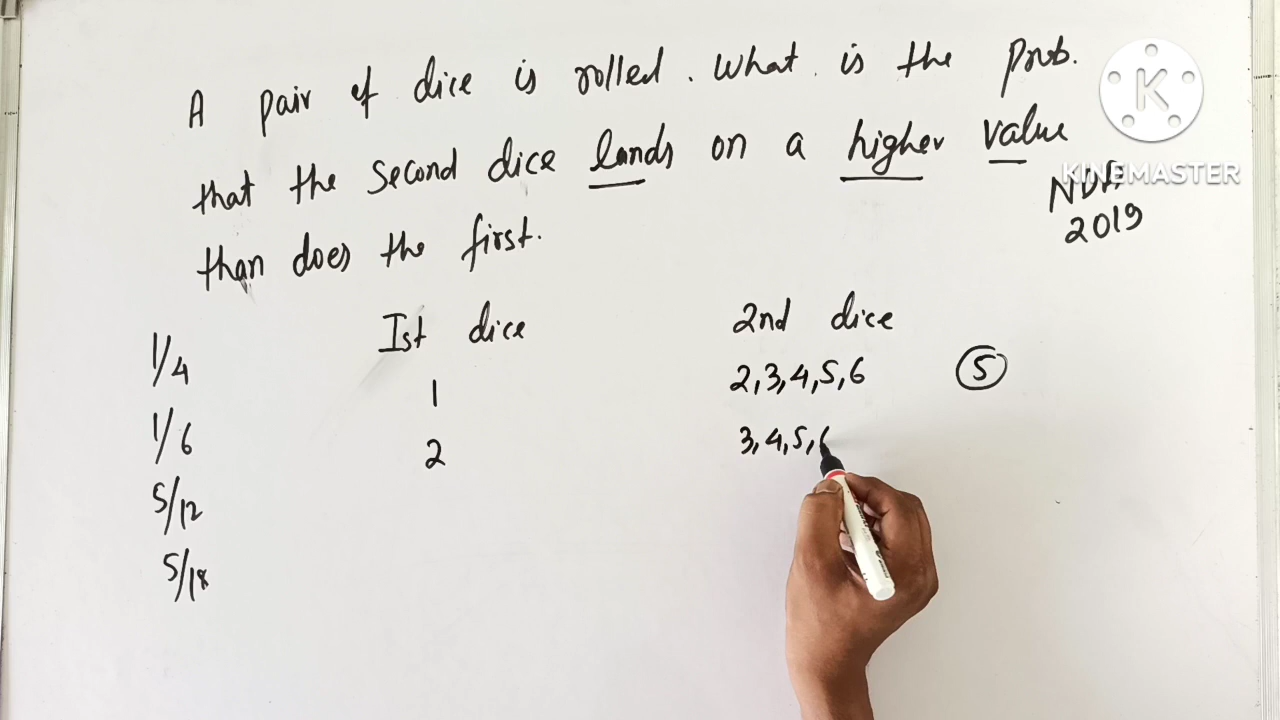 A pair of dice is rolled. What is the prob.
that the second dice lands on a higher value
than does the first.
K
KINEMASTER
NDA
2019
Ist dice
2nd dice
1/4
1
2,3,4,5,6
5
1/6
2
3,4,5,6
5/12
5/18